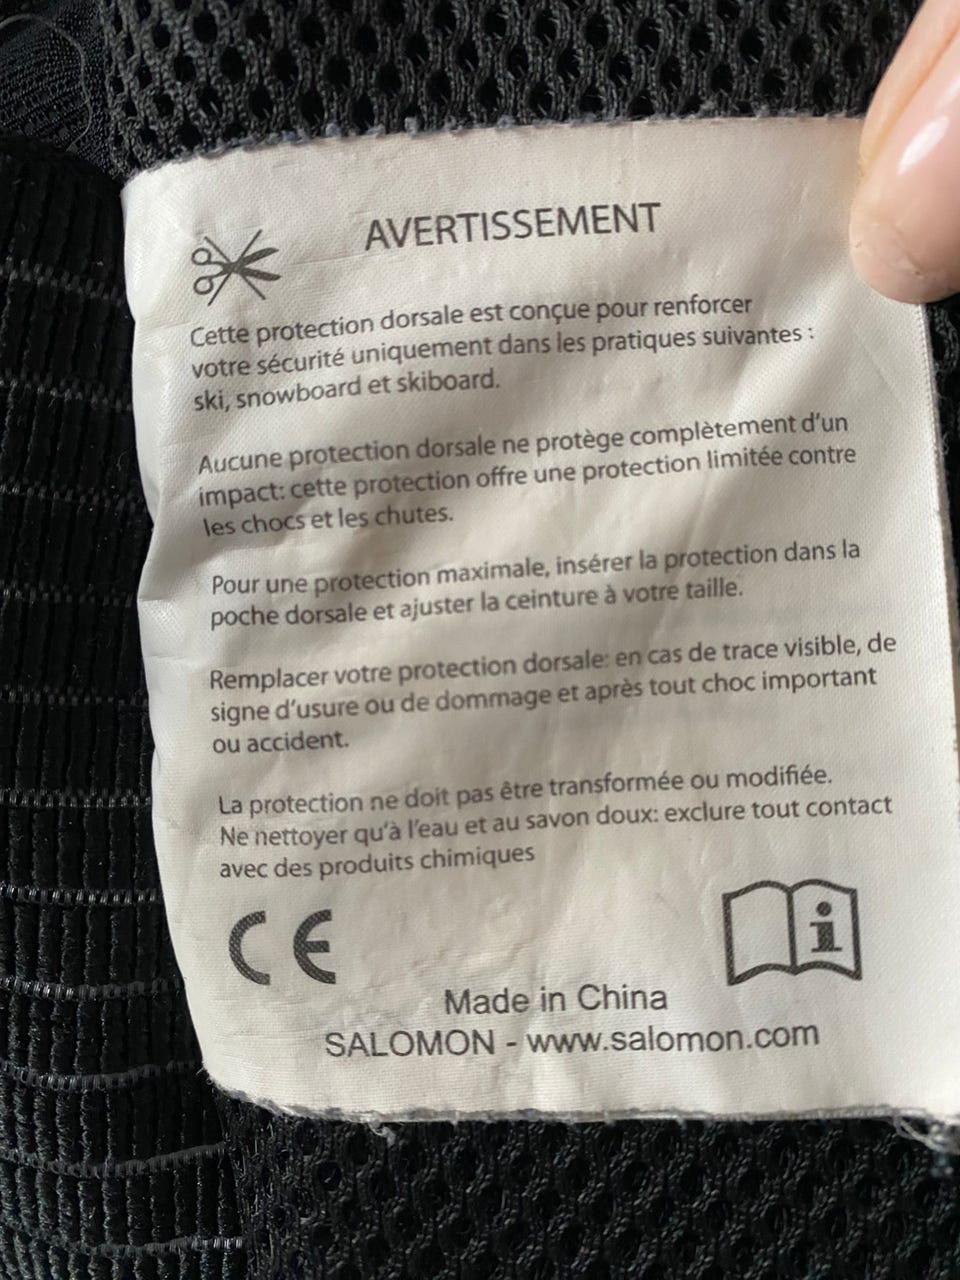 AVERTISSEMENT
Cette protection dorsale est conçue pour renforcer
votre sécurité uniquement dans les pratiques suivantes :
ski, snowboard et skiboard.
Aucune protection dorsale ne protège complètement d'un
impact: cette protection offre une protection limitée contre
les chocs et les chutes.
Pour une protection maximale, insérer la protection dans la
poche dorsale et ajuster la ceinture à votre taille.
Remplacer votre protection dorsale: en cas de trace visible, de
signe d'usure ou de dommage et après tout choc important
ou accident.
La protection ne doit pas être transformée ou modifiée.
Ne nettoyer qu'à l'eau et au savon doux: exclure tout contact
avec des produits chimiques
CE
i
Made in China
SALOMON - www.salomon.com